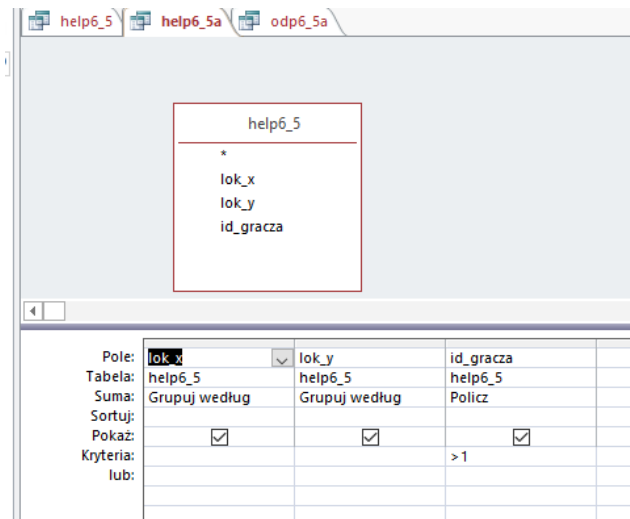 help6_5 help6_5a odp6_5a
help6_5
*
lok_x
lok_y
id_gracza
Pole: lok_x lok_y id_gracza
Tabela: help6_5 help6_5 help6_5
Suma: Grupuj według Grupuj według Policz
Sortuj:
Pokaż:
Kryteria: >1
lub: